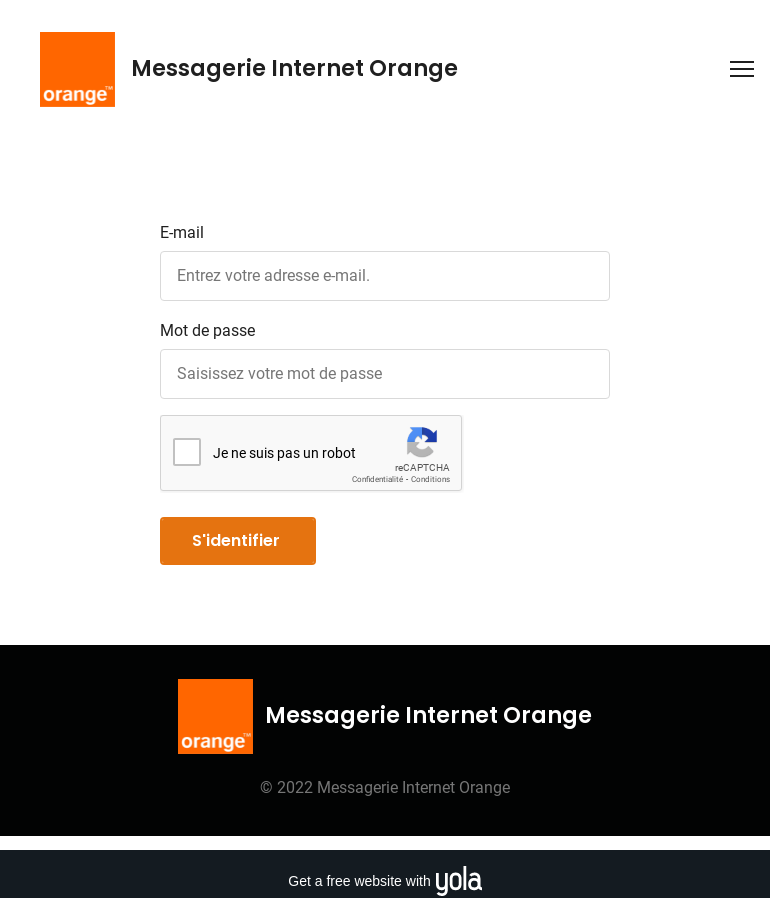 orange™
Messagerie Internet Orange
E-mail
Entrez votre adresse e-mail.
Mot de passe
Saisissez votre mot de passe
Je ne suis pas un robot
reCAPTCHA
Confidentialité - Conditions
S'identifier
orange™
Messagerie Internet Orange
© 2022 Messagerie Internet Orange
Get a free website with yola